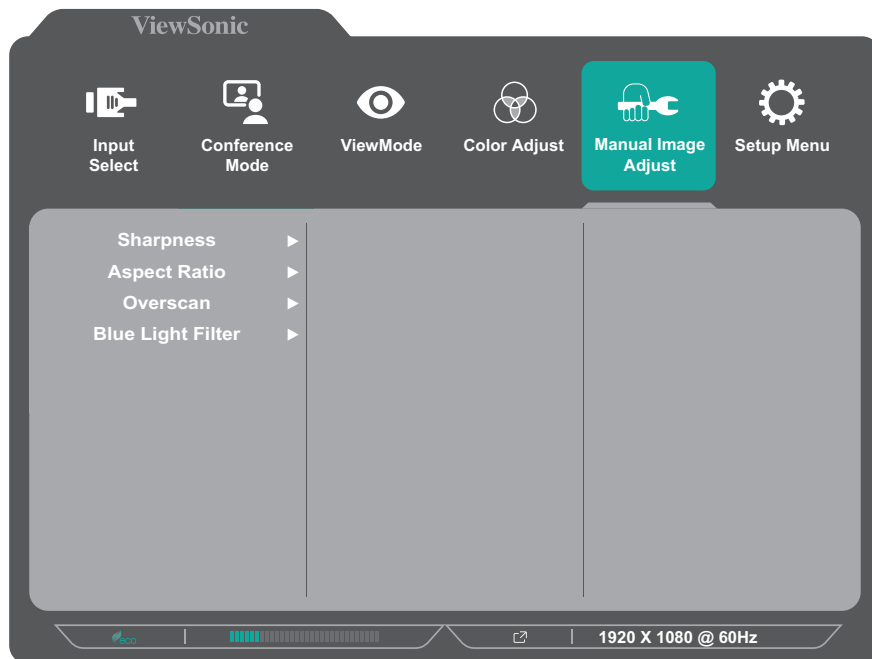 ViewSonic
Input
Select
Conference
Mode
ViewMode
Color Adjust
Manual Image
Adjust
Setup Menu
Sharpness
Aspect Ratio
Overscan
Blue Light Filter
eco
1920 X 1080 @ 60Hz